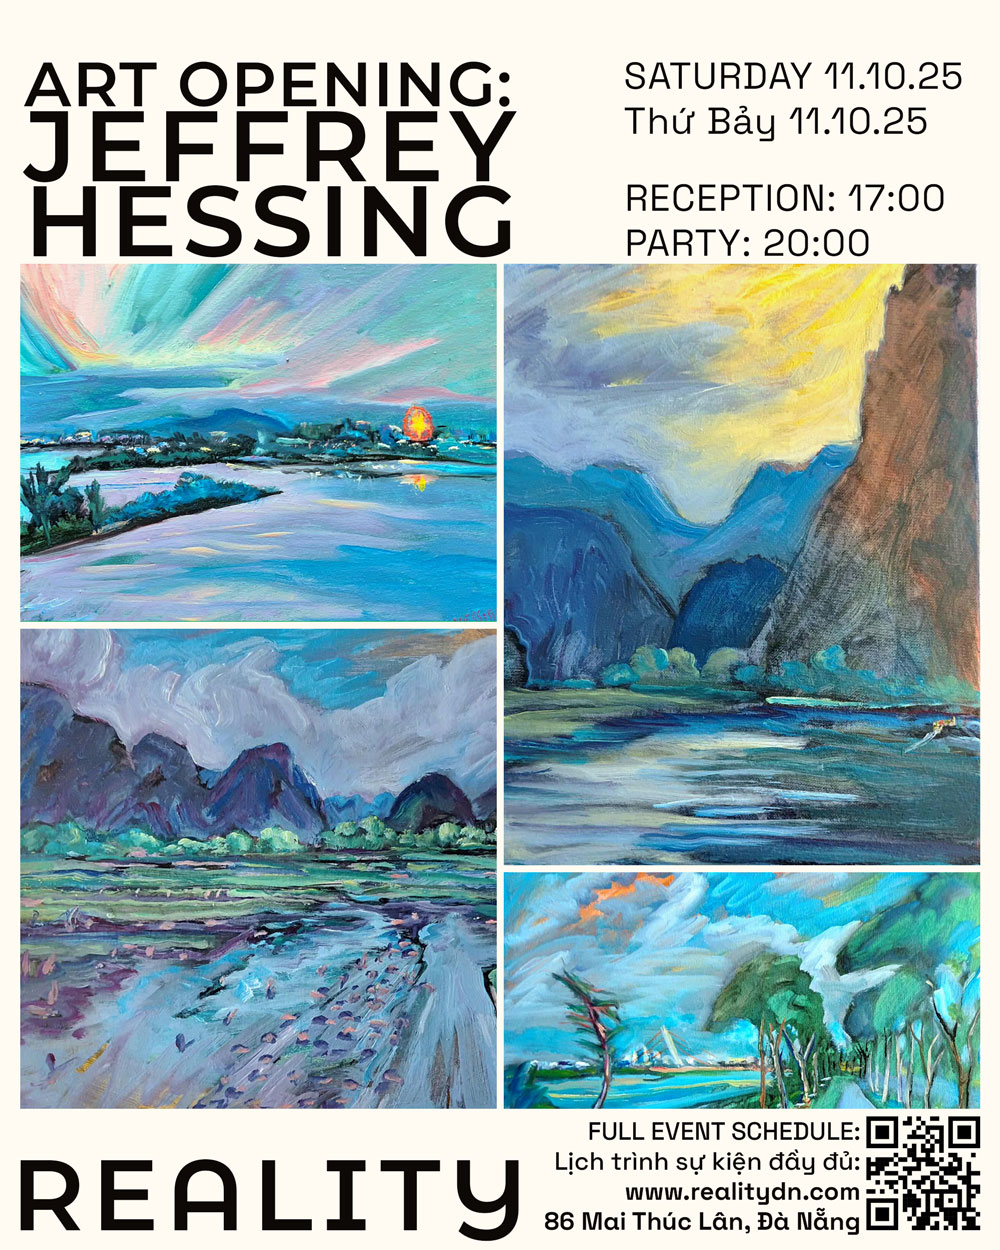 ART OPENING:
JEFFREY
HESSING
SATURDAY 11.10.25
Thứ Bảy 11.10.25
RECEPTION: 17:00
PARTY: 20:00
REALITY
FULL EVENT SCHEDULE:
Lịch trình sự kiện đầy đủ:
www.realitydn.com
86 Mai Thúc Lân, Đà Nẵng